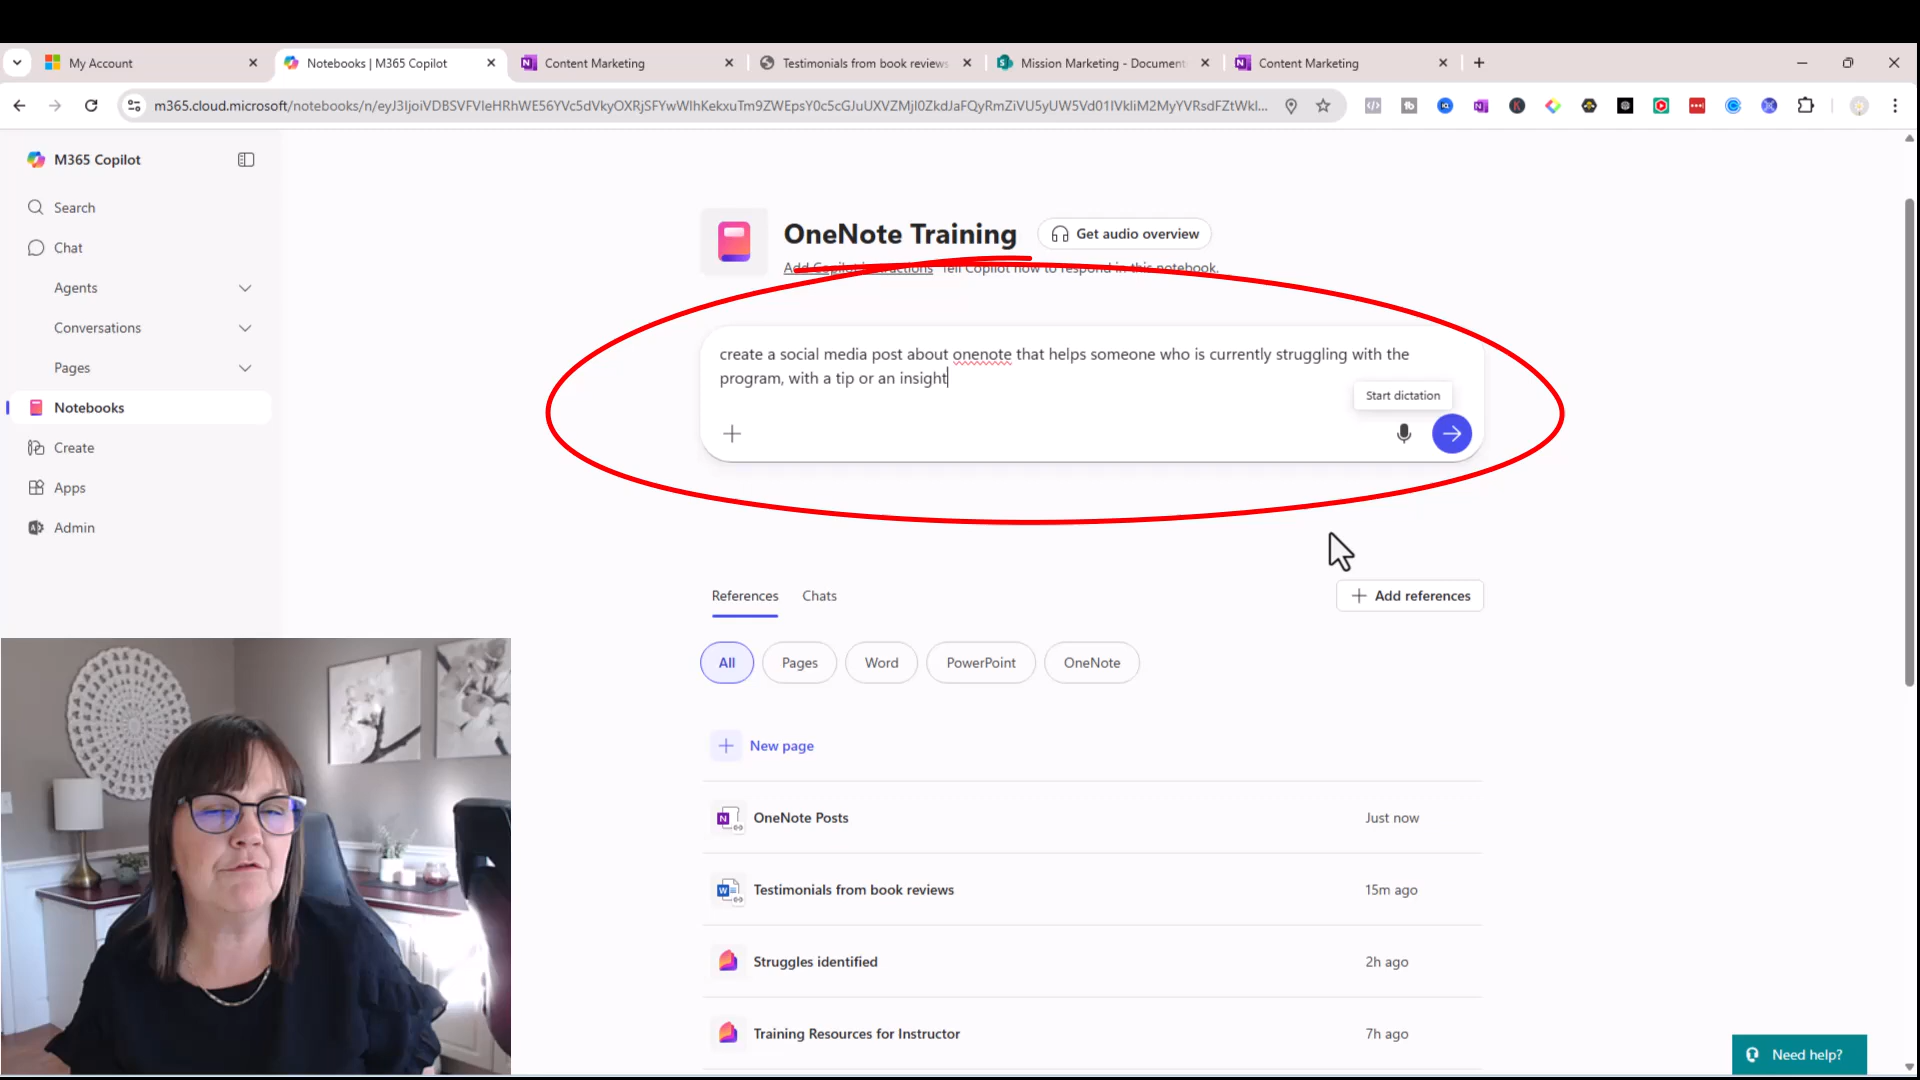 My Account
Notebooks | M365 Copilot
Content Marketing
Testimonials from book reviews
Mission Marketing - Document
Content Marketing
M365 Copilot
Search
Chat
Agents
Conversations
Pages
Notebooks
Create
Apps
Admin
OneNote Training
Get audio overview
Add Copilot instructions Tell Copilot how to respond in this notebook.
create a social media post about onenote that helps someone who is currently struggling with the
program, with a tip or an insight
Start dictation
References
Chats
Add references
All
Pages
Word
PowerPoint
OneNote
New page
OneNote Posts
Just now
Testimonials from book reviews
15m ago
Struggles identified
2h ago
Training Resources for Instructor
7h ago
Need help?